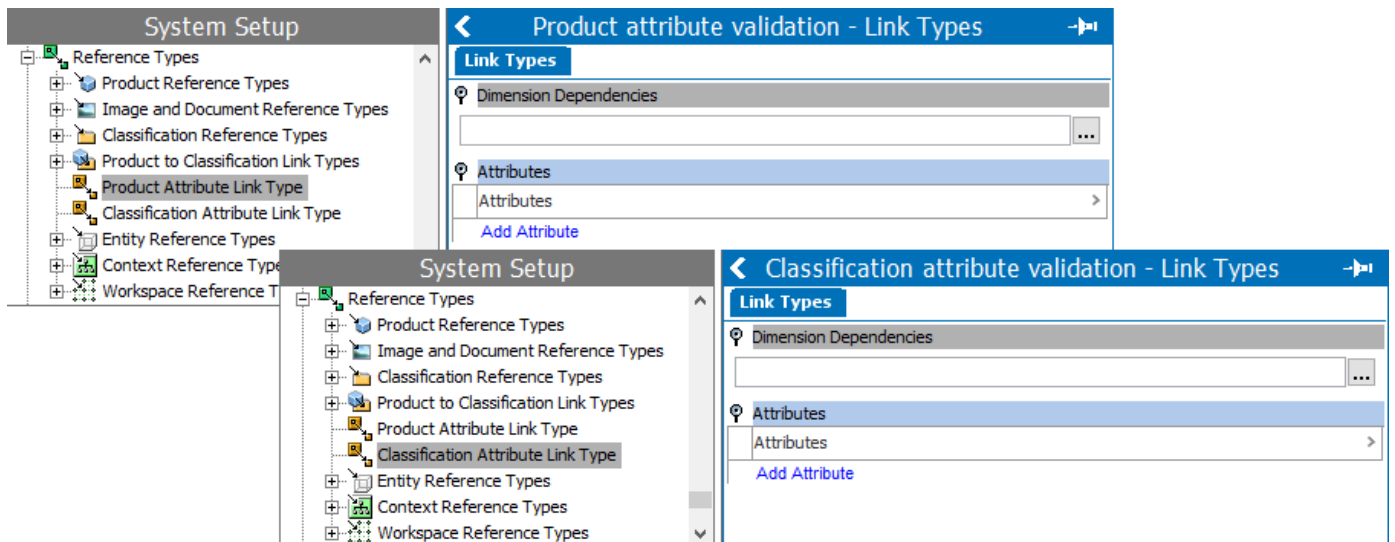 System Setup
Reference Types
Product Reference Types
Image and Document Reference Types
Classification Reference Types
Product to Classification Link Types
Product Attribute Link Type
Classification Attribute Link Type
Entity Reference Types
Context Reference Type
Workspace Reference T
Product attribute validation - Link Types
Link Types
Dimension Dependencies
...
Attributes
Attributes
>
Add Attribute
System Setup
Reference Types
Product Reference Types
Image and Document Reference Types
Classification Reference Types
Product to Classification Link Types
Product Attribute Link Type
Classification Attribute Link Type
Entity Reference Types
Context Reference Types
Workspace Reference Types
Classification attribute validation - Link Types
Link Types
Dimension Dependencies
...
Attributes
Attributes
>
Add Attribute